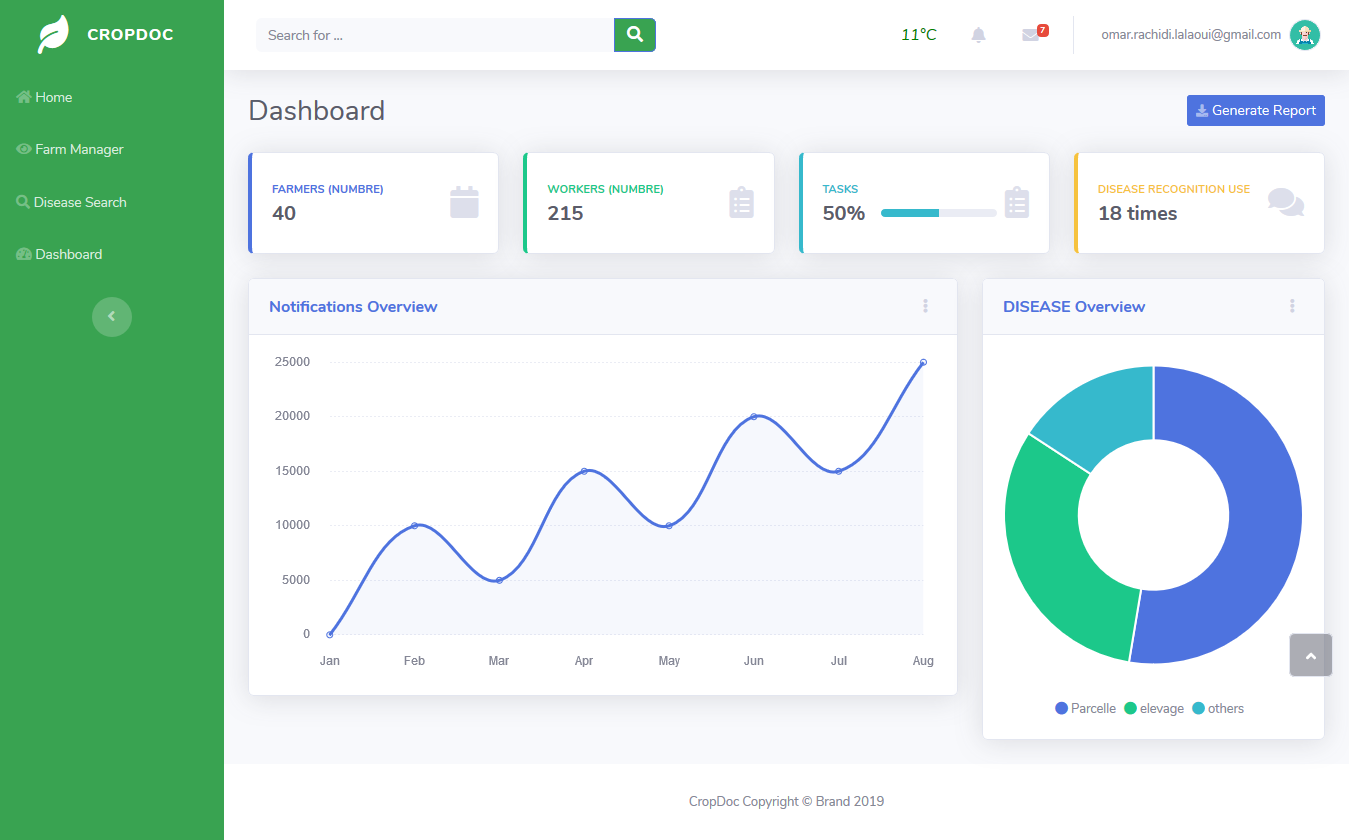 CROPDOC
Home
Farm Manager
Disease Search
Dashboard
Search for ...
11°C
7
omar.rachidi.lalaoui@gmail.com
Dashboard
Generate Report
FARMERS (NUMBRE)
40
WORKERS (NUMBRE)
215
TASKS
50%
DISEASE RECOGNITION USE
18 times
Notifications Overview
25000
20000
15000
10000
5000
0
Jan Feb Mar Apr May Jun Jul Aug
DISEASE Overview
Parcelle elevage others
CropDoc Copyright © Brand 2019